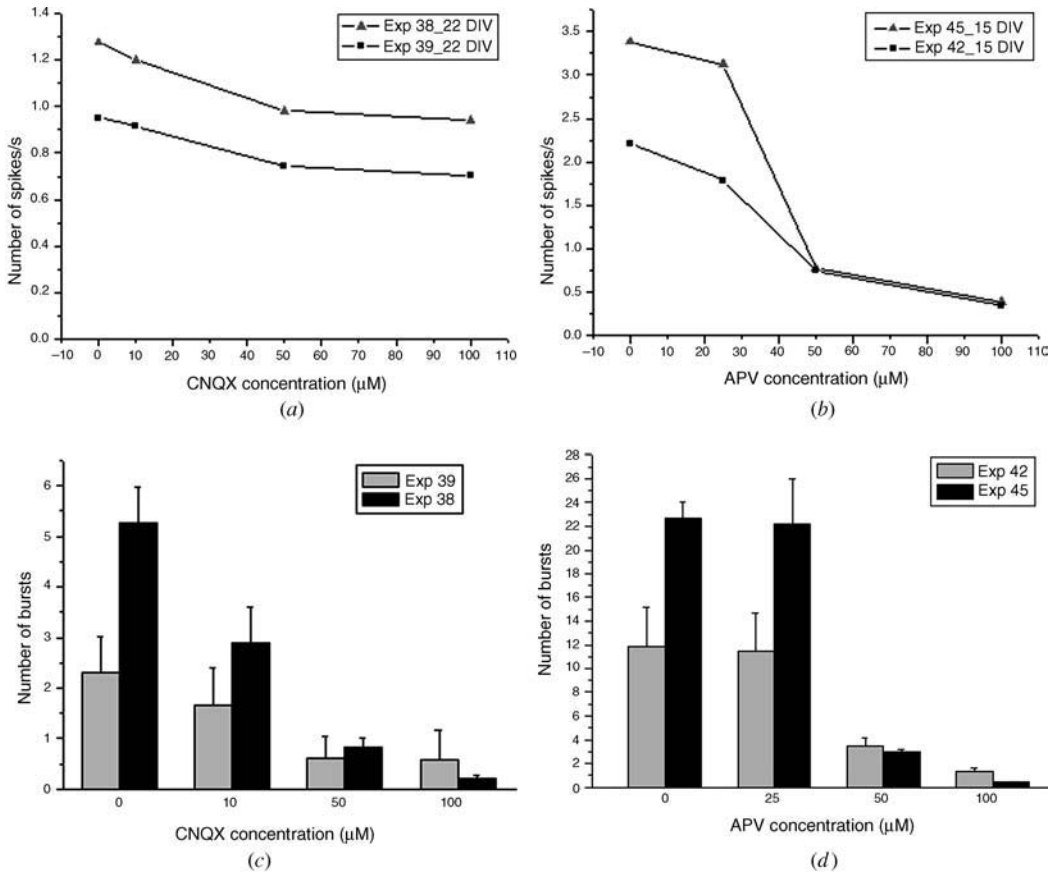 Number of spikes/s
1.4
1.2
1.0
0.8
0.6
0.4
0.2
0.0
Exp 38_22 DIV
Exp 39_22 DIV
−10 0 10 20 30 40 50 60 70 80 90 100 110
CNQX concentration (μM)
(a)
Number of spikes/s
3.5
3.0
2.5
2.0
1.5
1.0
0.5
0.0
Exp 45_15 DIV
Exp 42_15 DIV
−10 0 10 20 30 40 50 60 70 80 90 100 110
APV concentration (μM)
(b)
Number of bursts
6
5
4
3
2
1
0
Exp 39
Exp 38
0 10 50 100
CNQX concentration (μM)
(c)
Number of bursts
28
26
24
22
20
18
16
14
12
10
8
6
4
2
0
Exp 42
Exp 45
0 25 50 100
APV concentration (μM)
(d)